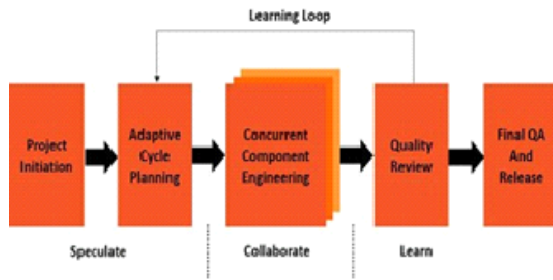 Learning Loop
Project
Initiation
Adaptive
Cycle
Planning
Concurrent
Component
Engineering
Quality
Review
Final QA
And
Release
Speculate
Collaborate
Learn